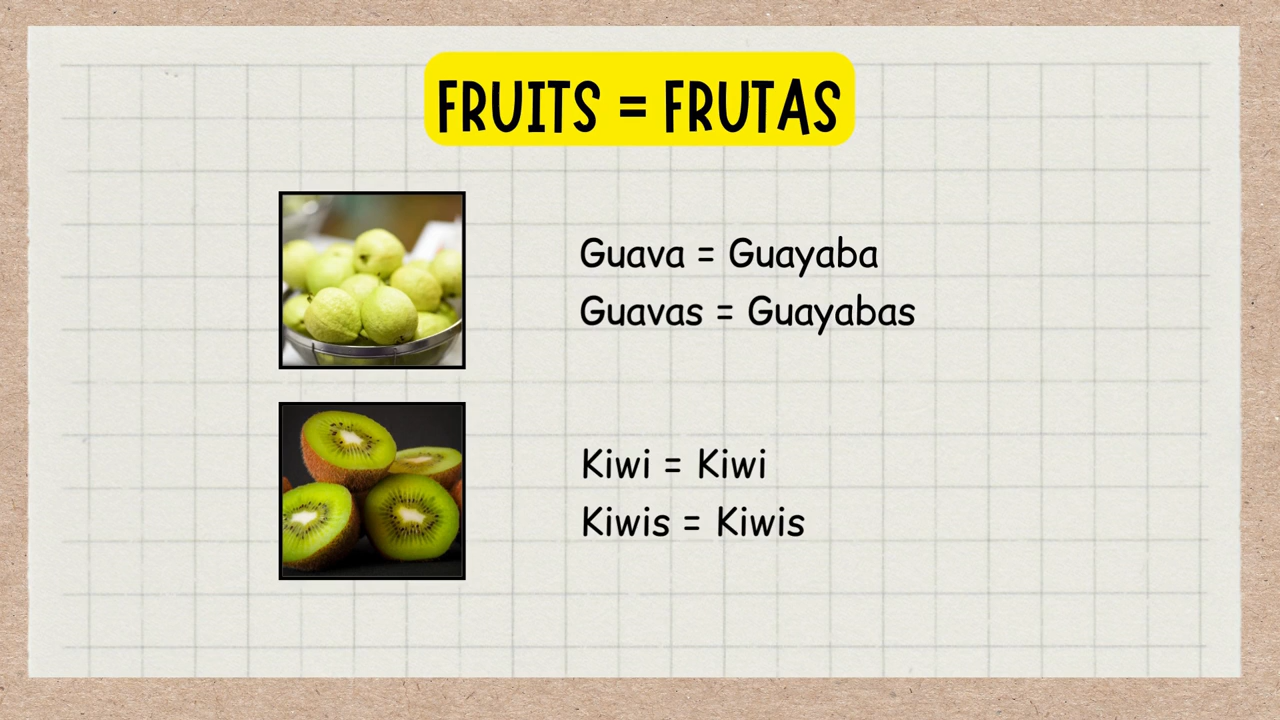 FRUITS = FRUTAS
Guava = Guayaba
Guavas = Guayabas
Kiwi = Kiwi
Kiwis = Kiwis